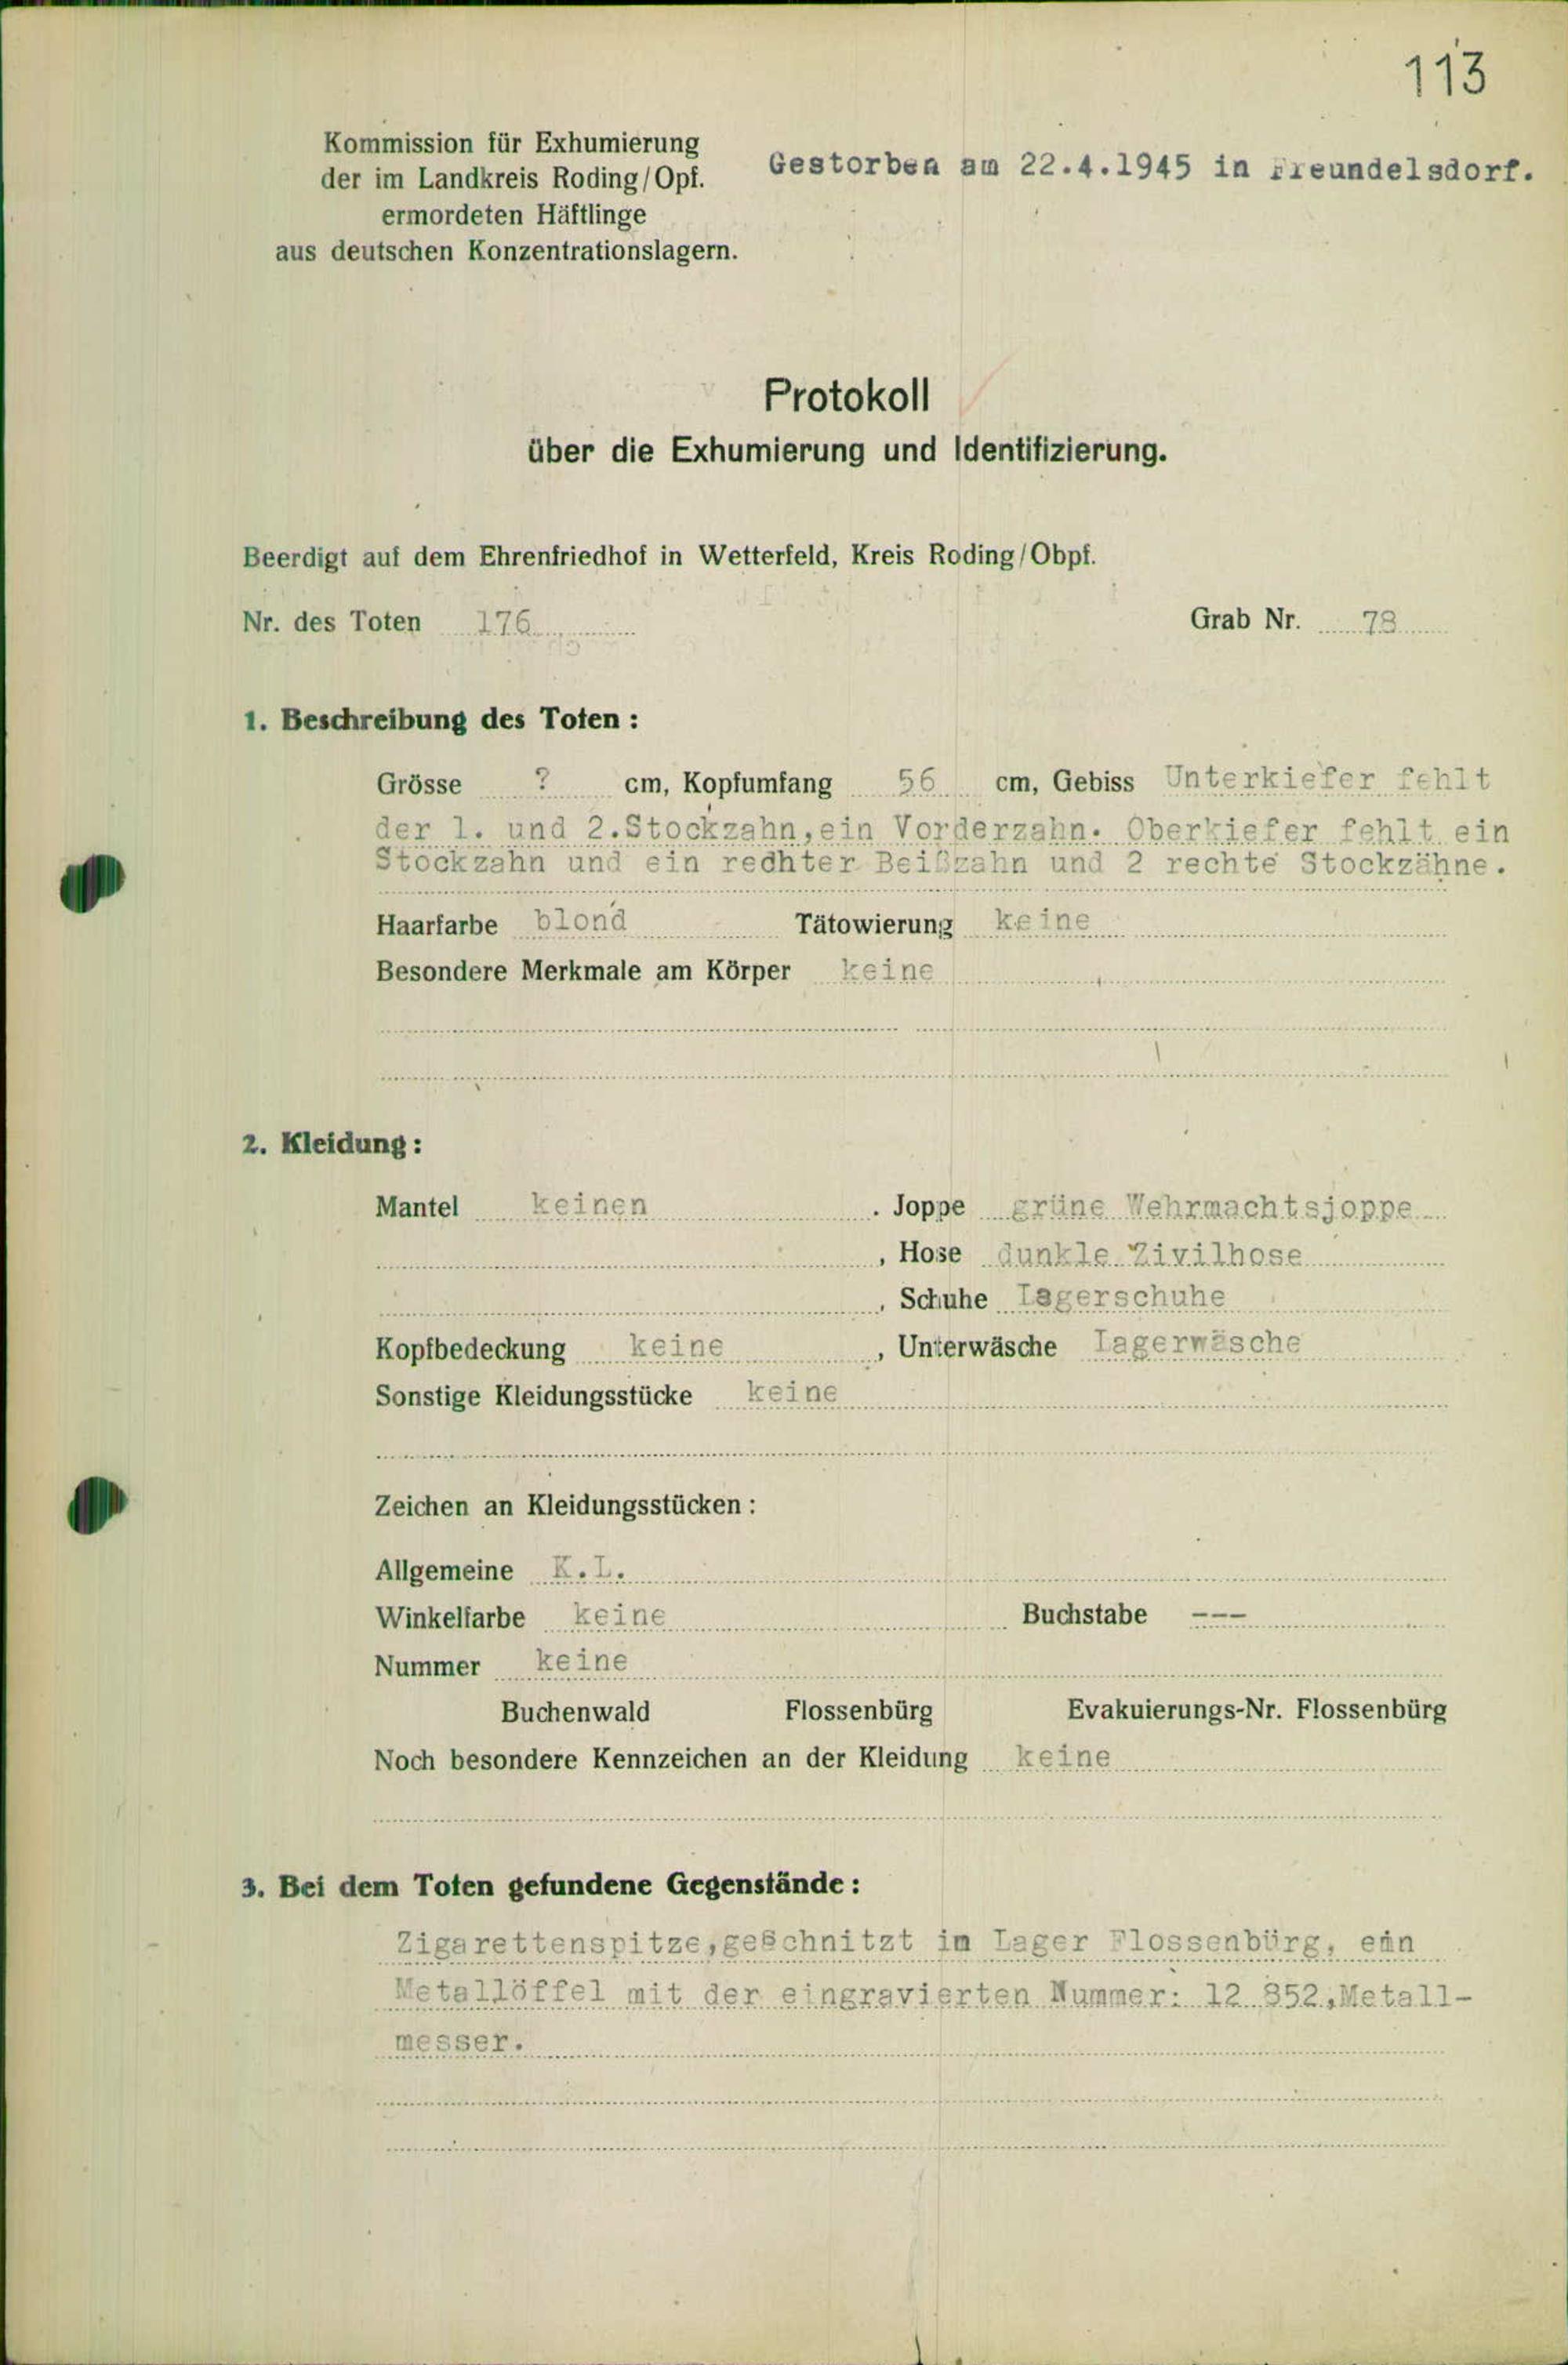 113
Kommission für Exhumierung
der im Landkreis Roding/Opf.
ermordeten Häftlinge
aus deutschen Konzentrationslagern.
Gestorben am 22.4.1945 in Freundelsdorf.
Protokoll
über die Exhumierung und Identifizierung.
Beerdigt auf dem Ehrenfriedhof in Wetterfeld, Kreis Roding/Obpf.
Nr. des Toten 176 Grab Nr. 78
1. Beschreibung des Toten:
Grösse ? cm, Kopfumfang 56 cm, Gebiss Unterkiefer fehlt
der 1. und 2.Stockzahn,ein Vorderzahn. Oberkiefer fehlt ein
Stockzahn und ein rechter Beißzahn und 2 rechte Stockzähne.
Haarfarbe blond Tätowierung keine
Besondere Merkmale am Körper keine
2. Kleidung:
Mantel keinen . Joppe grüne Wehrmachtsjoppe
, Hose dunkle Zivilhose
, Schuhe Lagerschuhe
Kopfbedeckung keine , Unterwäsche Lagerwäsche
Sonstige Kleidungsstücke keine
Zeichen an Kleidungsstücken:
Allgemeine K.L.
Winkelfarbe keine Buchstabe ---
Nummer keine
Buchenwald Flossenbürg Evakuierungs-Nr. Flossenbürg
Noch besondere Kennzeichen an der Kleidung keine
3. Bei dem Toten gefundene Gegenstände:
Zigarettenspitze,geschnitzt im Lager Flossenbürg, ein
Metallöffel mit der eingravierten Nummer: 12 852,Metall-
messer.